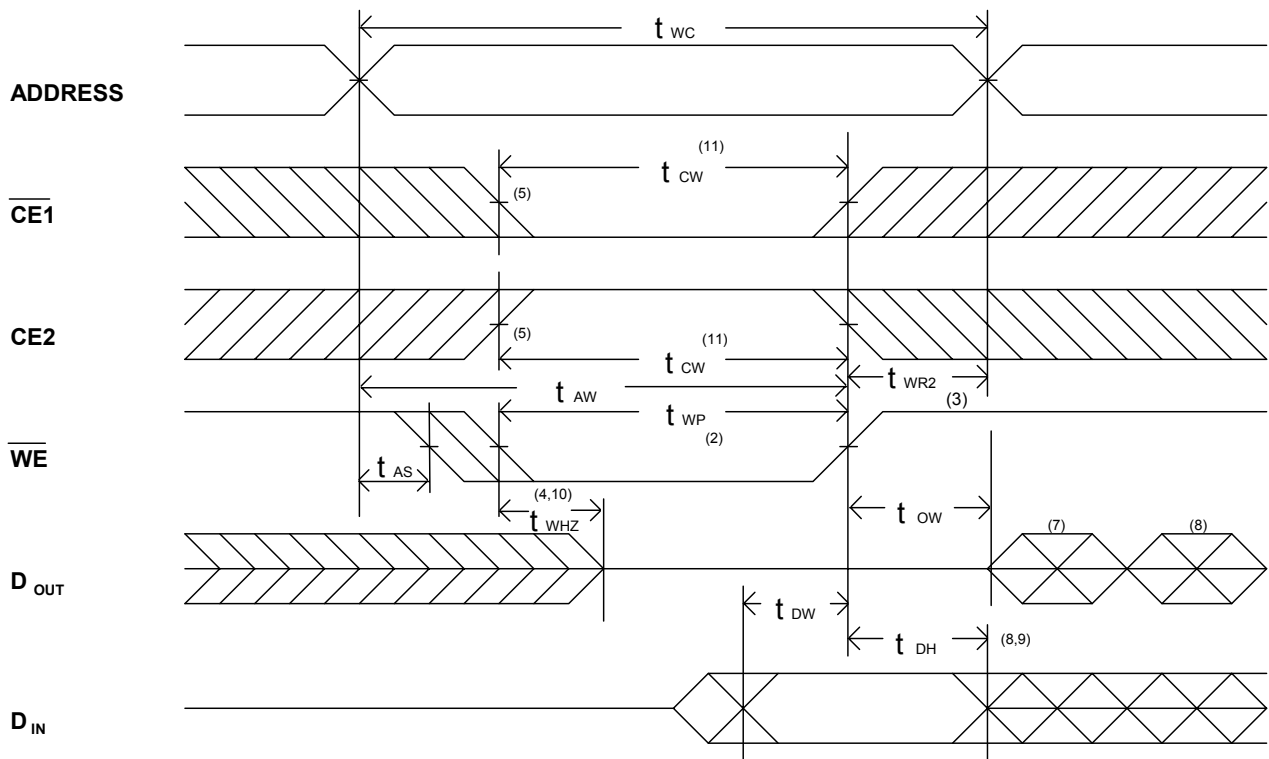 t WC
ADDRESS
(11)
t CW
CE1
(5)
CE2
(5)
(11)
t CW
t WR2
t AW
(3)
t WP
(2)
WE
t AS
(4,10)
t WHZ
t OW
(7)
(8)
D OUT
t DW
t DH
(8,9)
D IN